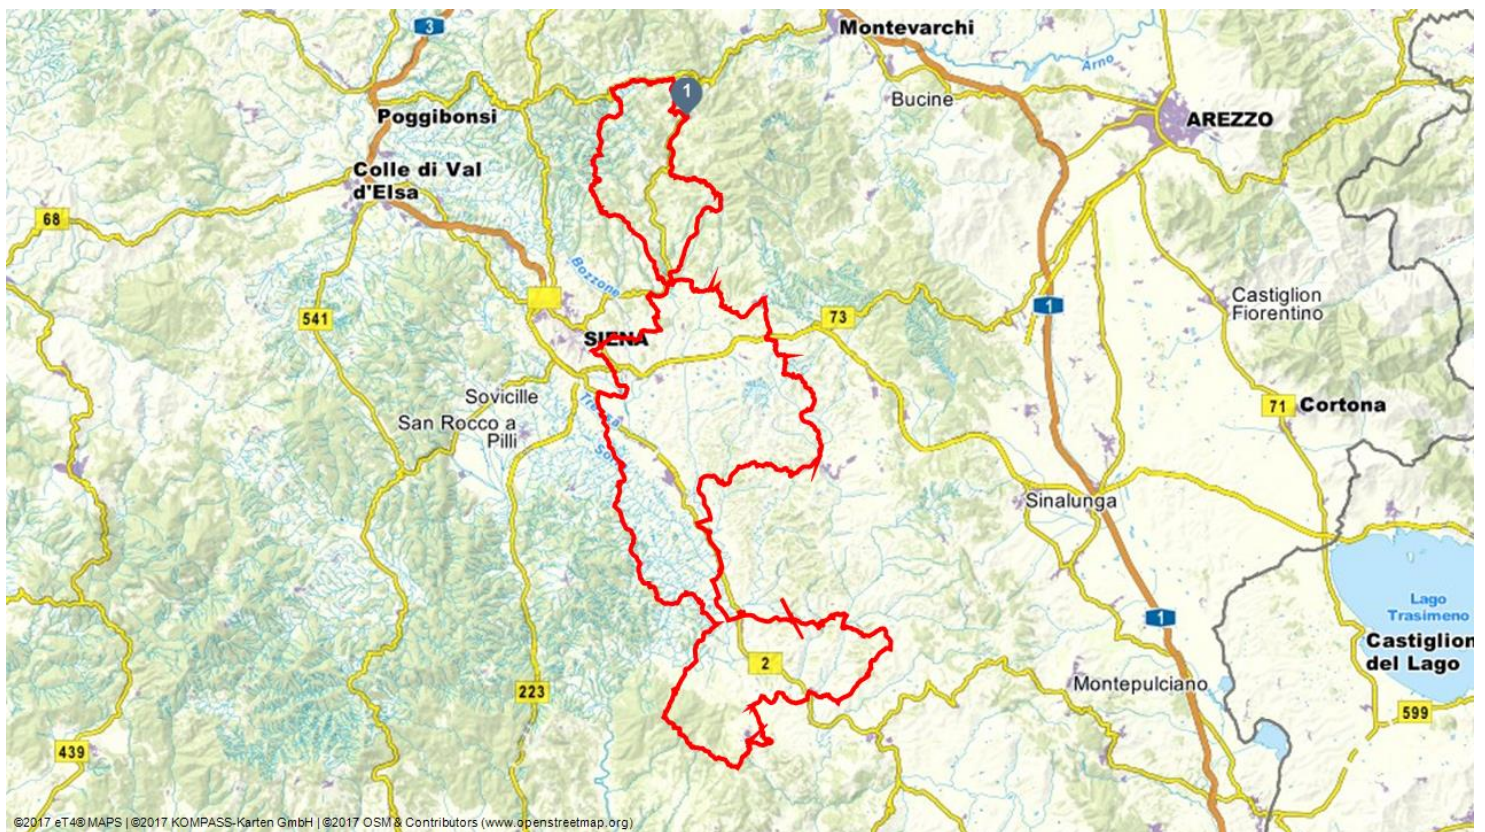 3
Montevarchi
Arno
1
Bucine
Poggibonsi
AREZZO
Colle di Val
d'Elsa
68
Bozzone
Castiglion
Fiorentino
1
541
73
SIENA
Sovicille
Tressa
71
Cortona
San Rocco a
Pilli
Sinalunga
Lago
Trasimeno
1
Castiglion
del Lago
2
Montepulciano
223
599
439
©2017 eT4® MAPS | ©2017 KOMPASS-Karten GmbH | ©2017 OSM & Contributors (www.openstreetmap.org)